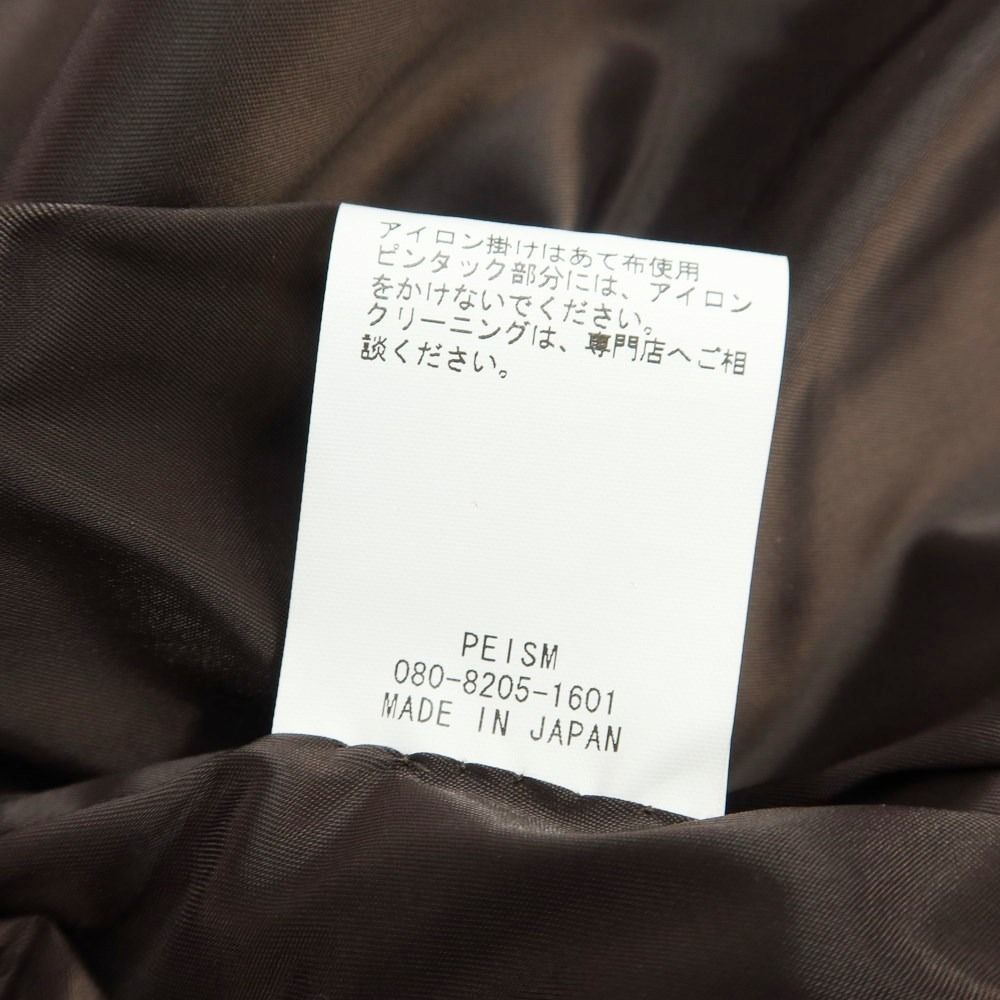 アイロン掛けはあて布使用
ピンタック部分には、アイロン
をかけないでください。
クリーニングは、専門店へご相
談ください。
PEISM
080-8205-1601
MADE IN JAPAN